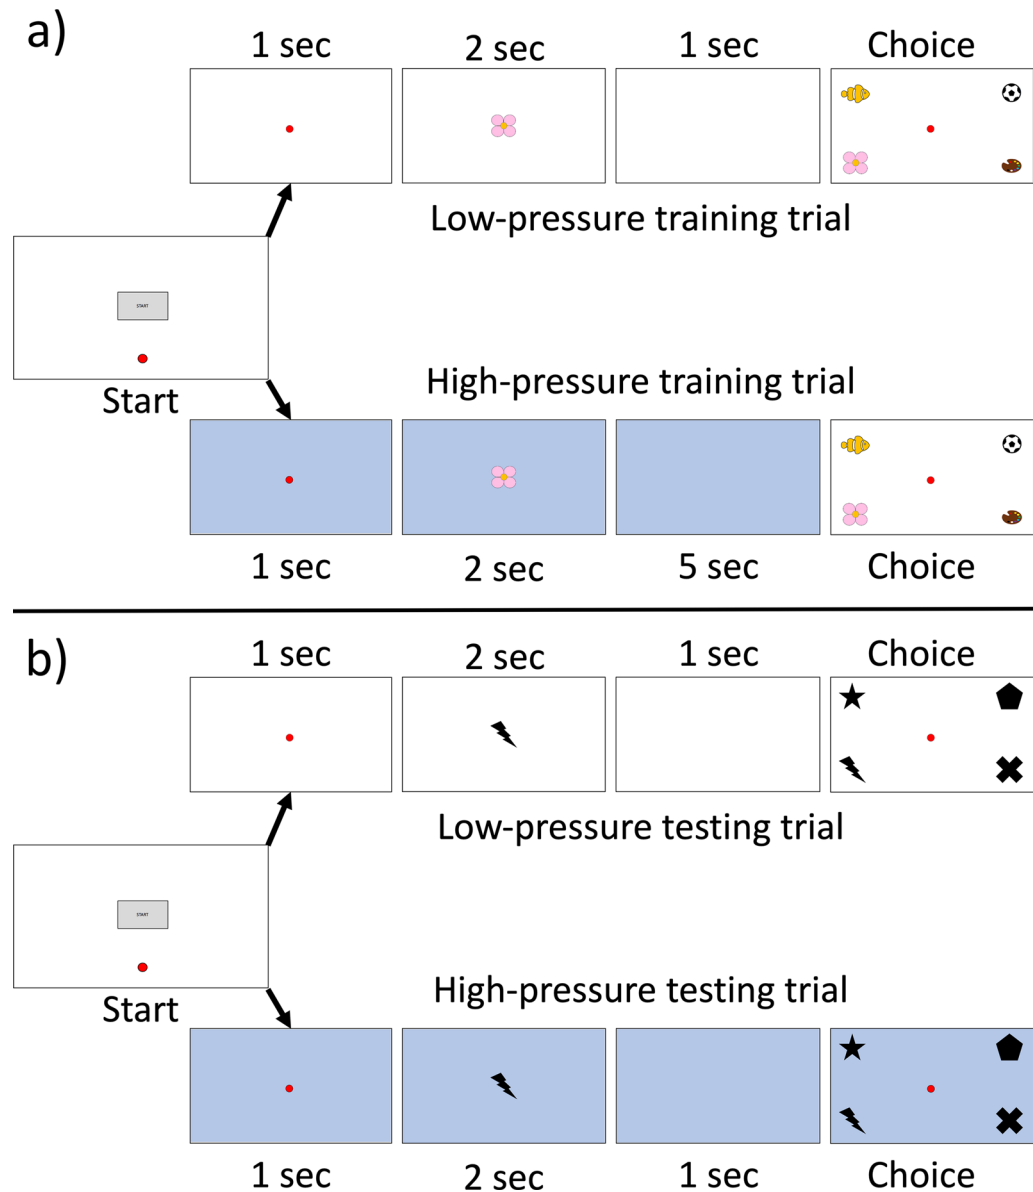 a)
1 sec 2 sec 1 sec Choice
Low-pressure training trial
START
Start
High-pressure training trial
1 sec 2 sec 5 sec Choice
b)
1 sec 2 sec 1 sec Choice
Low-pressure testing trial
START
Start
High-pressure testing trial
1 sec 2 sec 1 sec Choice